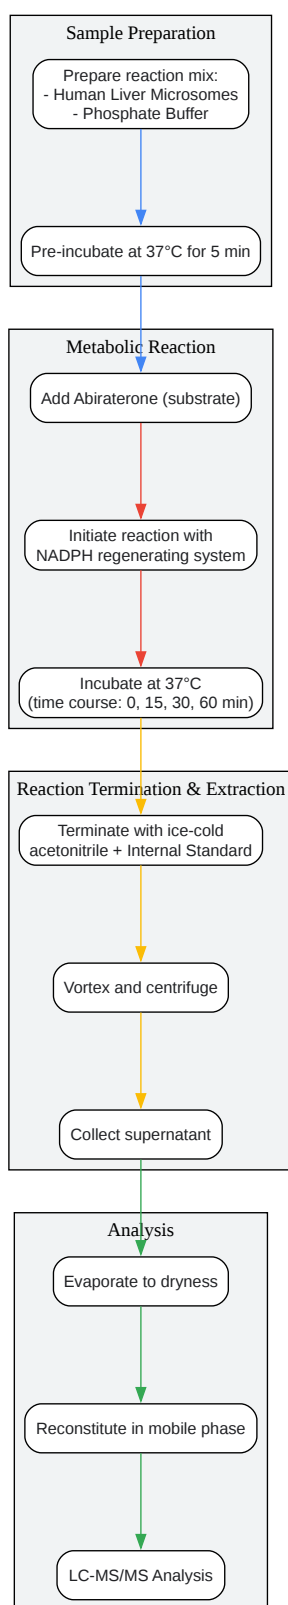 Sample Preparation
Prepare reaction mix:
- Human Liver Microsomes
- Phosphate Buffer
Pre-incubate at 37°C for 5 min
Metabolic Reaction
Add Abiraterone (substrate)
Initiate reaction with
NADPH regenerating system
Incubate at 37°C
(time course: 0, 15, 30, 60 min)
Reaction Termination & Extraction
Terminate with ice-cold
acetonitrile + Internal Standard
Vortex and centrifuge
Collect supernatant
Analysis
Evaporate to dryness
Reconstitute in mobile phase
LC-MS/MS Analysis